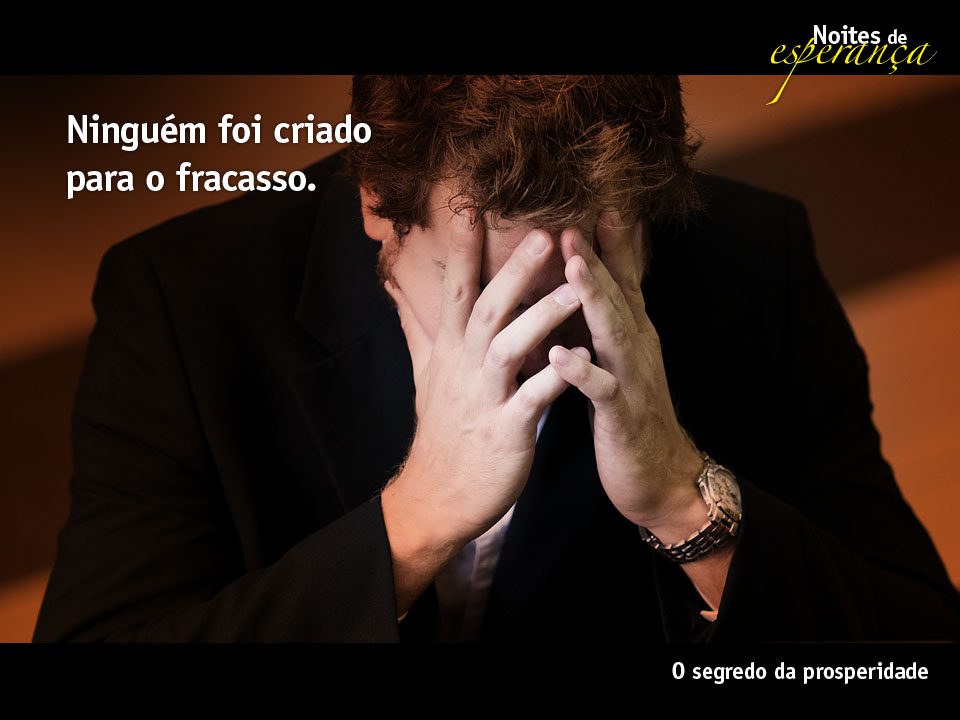 Noites de
esperança
Ninguém foi criado
para o fracasso.
O segredo da prosperidade